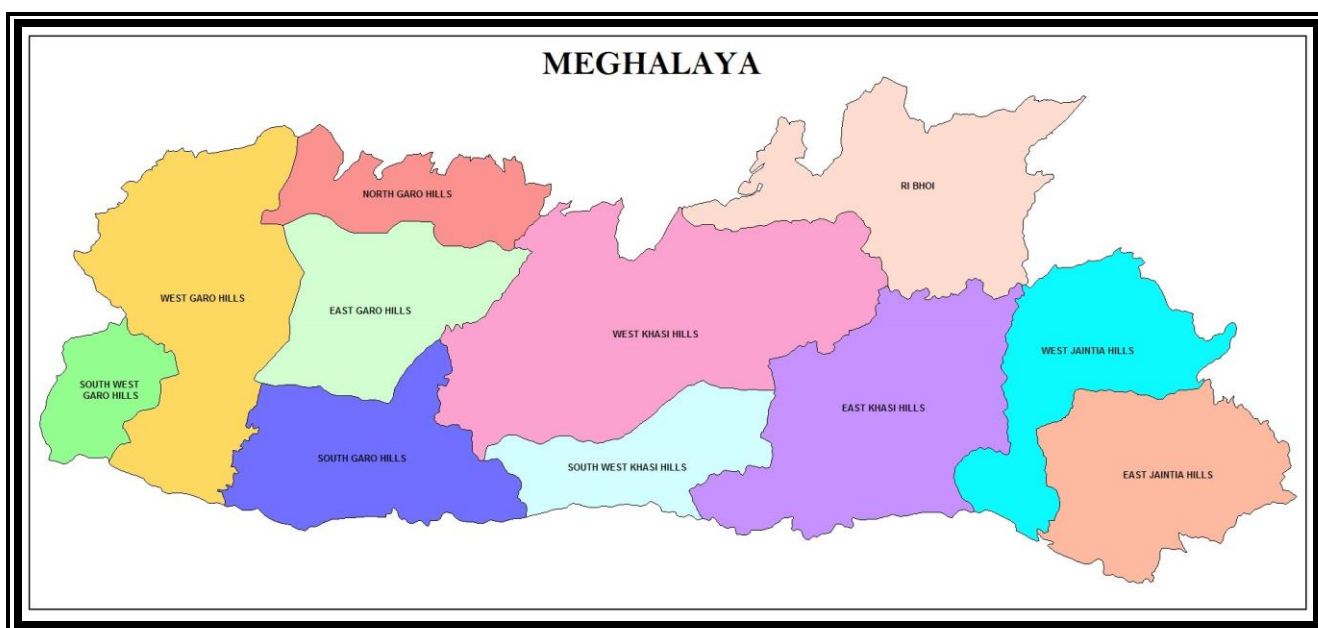 MEGHALAYA
NORTH GARO HILLS
RI BHOI
WEST GARO HILLS
EAST GARO HILLS
WEST KHASI HILLS
WEST JAINTIA HILLS
SOUTH WEST
GARO HILLS
EAST KHASI HILLS
SOUTH GARO HILLS
SOUTH WEST KHASI HILLS
EAST JAINTIA HILLS